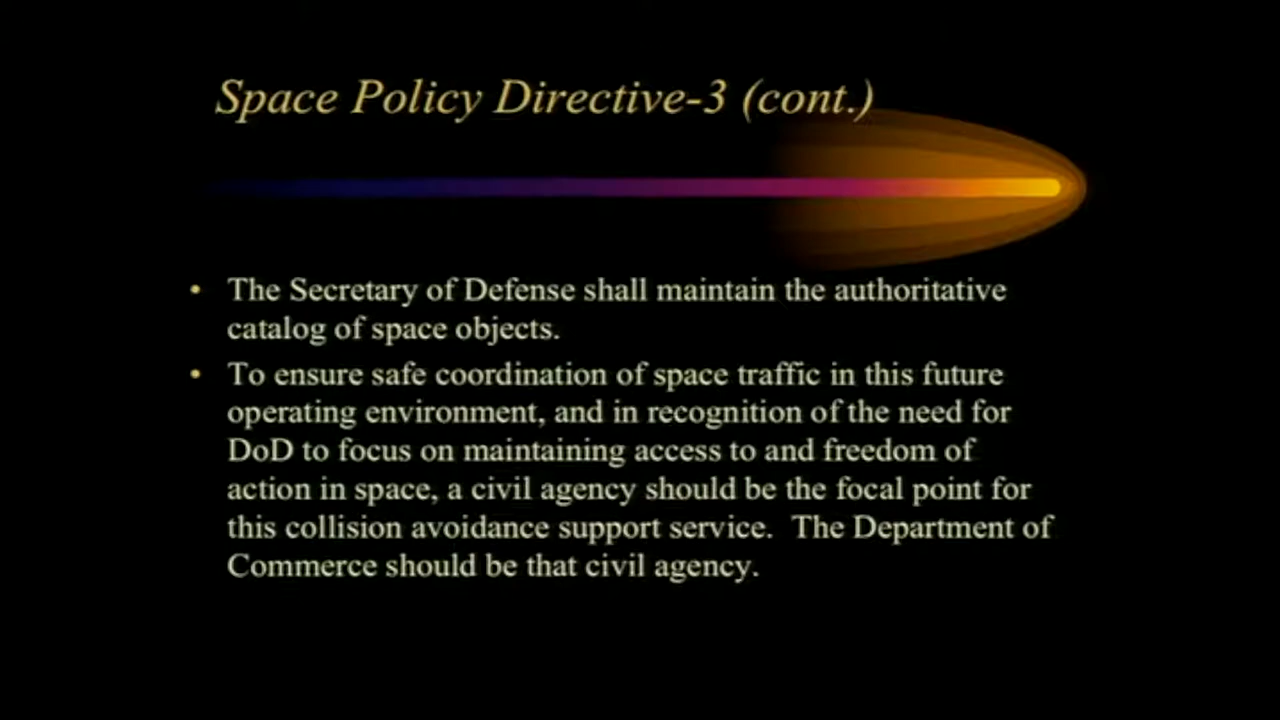 Space Policy Directive-3 (cont.)
• The Secretary of Defense shall maintain the authoritative
catalog of space objects.
• To ensure safe coordination of space traffic in this future
operating environment, and in recognition of the need for
DoD to focus on maintaining access to and freedom of
action in space, a civil agency should be the focal point for
this collision avoidance support service.  The Department of
Commerce should be that civil agency.